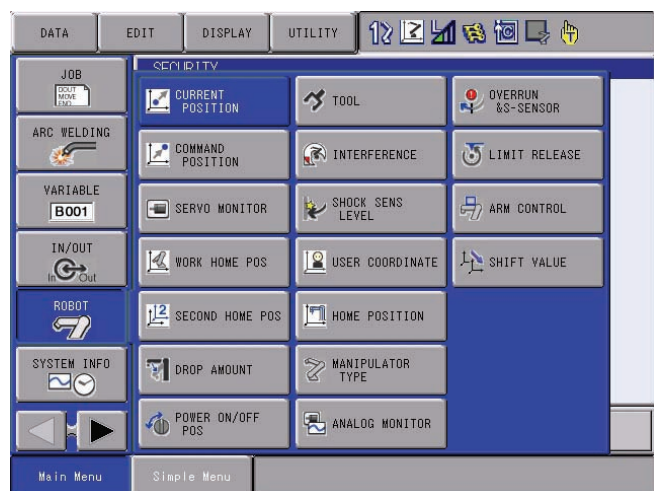 DATA
EDIT
DISPLAY
UTILITY
JOB
DOUT
MOVE
END
ARC WELDING
VARIABLE
B001
IN/OUT
In
Out
ROBOT
SYSTEM INFO
SECURITY
CURRENT
POSITION
TOOL
OVERRUN
&S-SENSOR
COMMAND
POSITION
INTERFERENCE
LIMIT RELEASE
SERVO MONITOR
SHOCK SENS
LEVEL
ARM CONTROL
WORK HOME POS
USER COORDINATE
SHIFT VALUE
SECOND HOME POS
HOME POSITION
DROP AMOUNT
MANIPULATOR
TYPE
POWER ON/OFF
POS
ANALOG MONITOR
Main Menu
Simple Menu